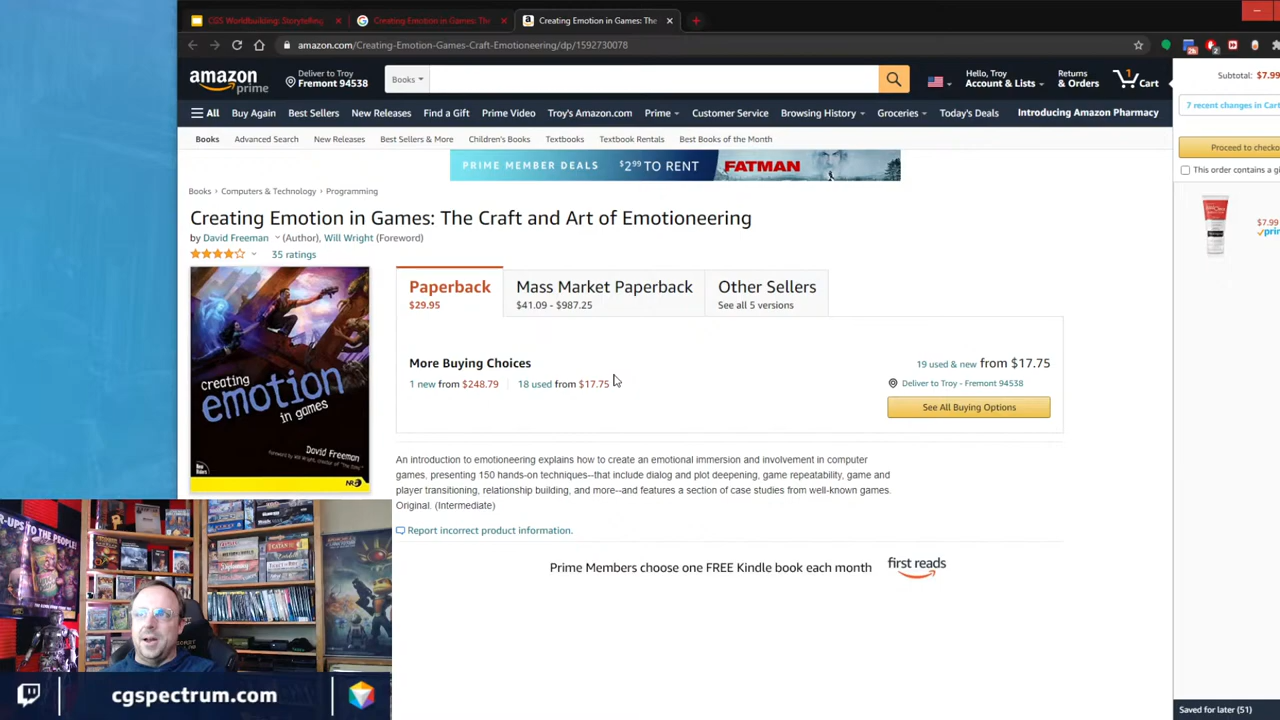 CGS Worldbuilding: Storytelling
Creating Emotion in Games: Th
Creating Emotion in Games: The
amazon.com/Creating-Emotion-Games-Craft-Emotioneering/dp/1592730078
amazon prime
Deliver to Troy
Fremont 94538
Books
Hello, Troy
Account & Lists
Returns
& Orders
1
Cart
Subtotal: $7.99
7 recent changes in Cart
All Buy Again Best Sellers New Releases Find a Gift Prime Video Troy's Amazon.com Prime Customer Service Browsing History Groceries Today's Deals Introducing Amazon Pharmacy
Books Advanced Search New Releases Best Sellers & More Children's Books Textbooks Textbook Rentals Best Books of the Month
Proceed to checko
This order contains a gi
PRIME MEMBER DEALS $2.99 TO RENT FATMAN
Books › Computers & Technology › Programming
Creating Emotion in Games: The Craft and Art of Emotioneering
by David Freeman (Author), Will Wright (Foreword)
35 ratings
$7.99
prim
Paperback
$29.95
Mass Market Paperback
$41.09 - $987.25
Other Sellers
See all 5 versions
More Buying Choices
1 new from $248.79
18 used from $17.75
19 used & new from $17.75
Deliver to Troy - Fremont 94538
See All Buying Options
creating
emotion
in games
David Freeman
An introduction to emotioneering explains how to create an emotional immersion and involvement in computer
games, presenting 150 hands-on techniques--that include dialog and plot deepening, game repeatability, game and
player transitioning, relationship building, and more--and features a section of case studies from well-known games.
Original. (Intermediate)
Report incorrect product information.
Prime Members choose one FREE Kindle book each month
first reads
R-UPS TO THE PEOPLE!
CATAN
cgspectrum.com
Saved for later (51)